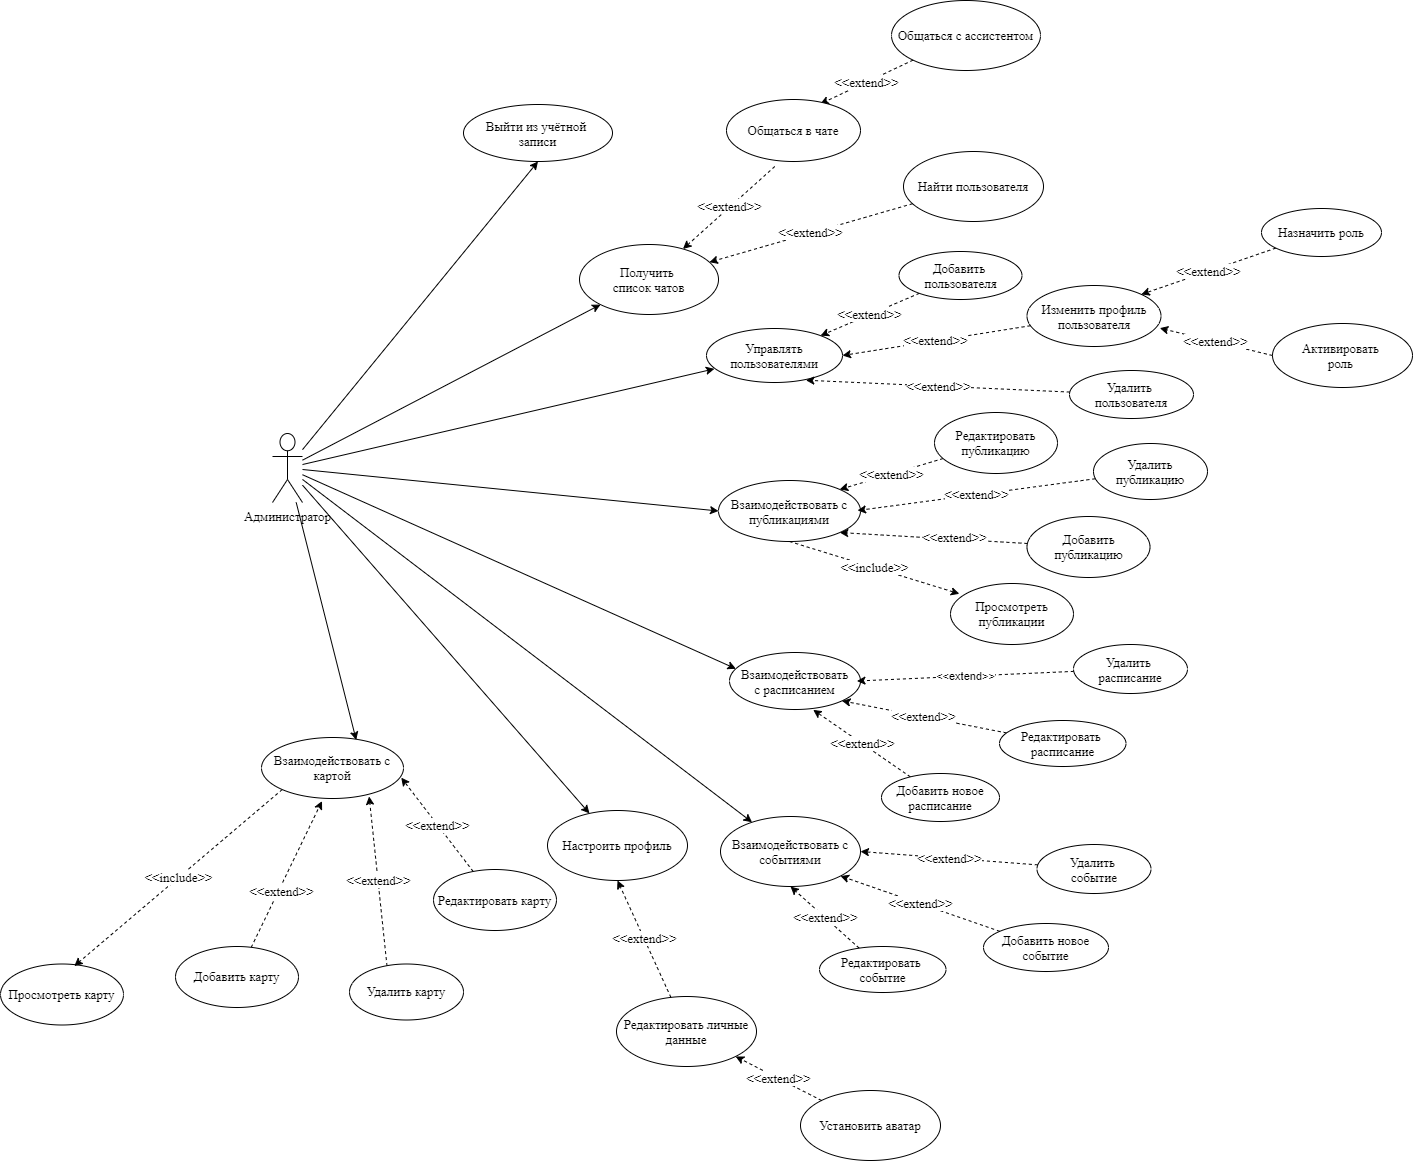 Общаться с ассистентом
<<extend>>
Выйти из учётной
записи
Общаться в чате
<<extend>>
Найти пользователя
<<extend>>
Получить
список чатов
Назначить роль
<<extend>>
Добавить
пользователя
<<extend>>
Изменить профиль
пользователя
<<extend>>
Управлять
пользователями
<<extend>>
Активировать
роль
<<extend>>
Удалить
пользователя
Редактировать
публикацию
<<extend>>
Удалить
публикацию
<<extend>>
Взаимодействовать с
публикациями
Администратор
<<extend>>
Добавить
публикацию
<<include>>
Просмотреть
публикации
Взаимодействовать
с расписанием
<<extend>>
Удалить
расписание
<<extend>>
Редактировать
расписание
<<extend>>
Добавить новое
расписание
Взаимодействовать с
картой
<<extend>>
Настроить профиль
Взаимодействовать с
событиями
<<extend>>
Удалить
событие
<<include>>
<<extend>>
<<extend>>
Редактировать карту
<<extend>>
<<extend>>
<<extend>>
Добавить новое
событие
Редактировать
событие
Просмотреть карту
Добавить карту
Удалить карту
Редактировать личные
данные
<<extend>>
Установить аватар